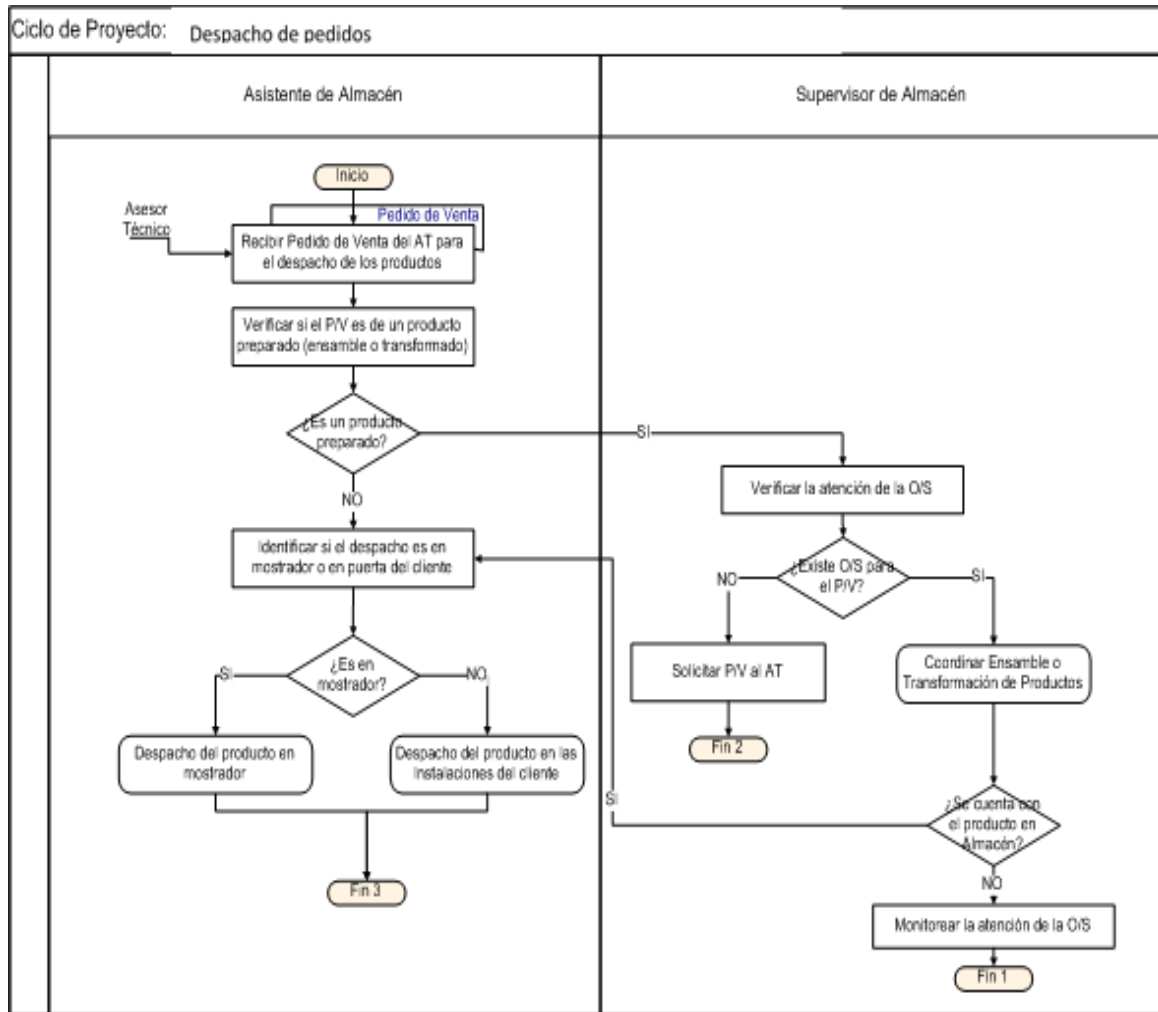 Ciclo de Proyecto: Despacho de pedidos
Asistente de Almacén
Supervisor de Almacén
Inicio
Asesor
Técnico
Pedido de Venta
Recibir Pedido de Venta del AT para
el despacho de los productos
Verificar si el P/V es de un producto
preparado (ensamble o transformado)
¿Es un producto
preparado?
SI
NO
Verificar la atención de la O/S
Identificar si el despacho es en
mostrador o en puerta del cliente
¿Existe O/S para
el P/V?
NO
SI
¿Es en
mostrador?
SI
NO
Solicitar P/V al AT
Coordinar Ensamble o
Transformación de Productos
Despacho del producto en
mostrador
Despacho del producto en las
Instalaciones del cliente
Fin 2
SI
¿Se cuenta con
el producto en
Almacén?
NO
Fin 3
Monitorear la atención de la O/S
Fin 1